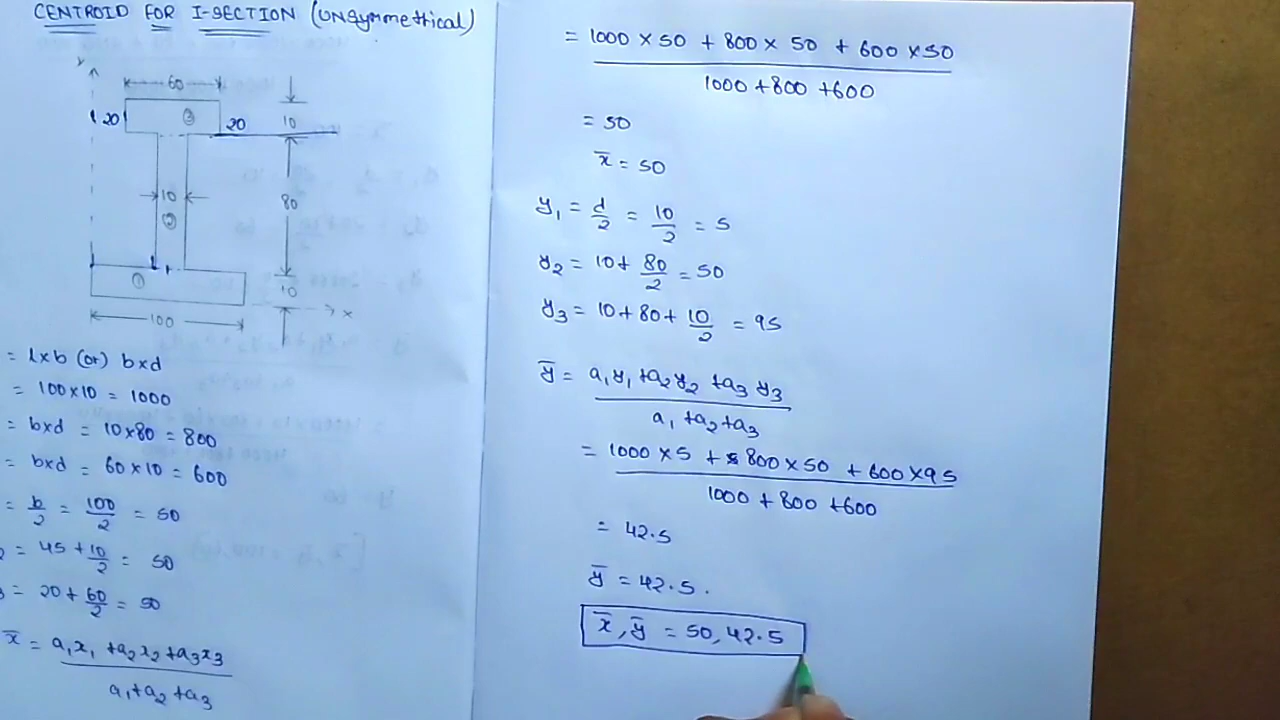 CENTROID FOR I-SECTION (UNSymmetrical)
y
60
20 ③ 20 10
10
②
80
①
10
x
100
= l×b (or) b×d
= 100×10 = 1000
= b×d = 10×80 = 800
= b×d = 60×10 = 600
= b/2 = 100/2 = 50
2 = 45 + 10/2 = 50
3 = 20 + 60/2 = 50
x̄ = a₁x₁ + a₂x₂ + a₃x₃
a₁ + a₂ + a₃
= 1000 × 50 + 800 × 50 + 600 × 50
1000 + 800 + 600
= 50
x̄ = 50
y₁ = d/2 = 10/2 = 5
y₂ = 10 + 80/2 = 50
y₃ = 10 + 80 + 10/2 = 95
ȳ = a₁y₁ + a₂y₂ + a₃y₃
a₁ + a₂ + a₃
= 1000 × 5 + 800 × 50 + 600 × 95
1000 + 800 + 600
= 42.5
ȳ = 42.5.
x̄, ȳ = 50, 42.5